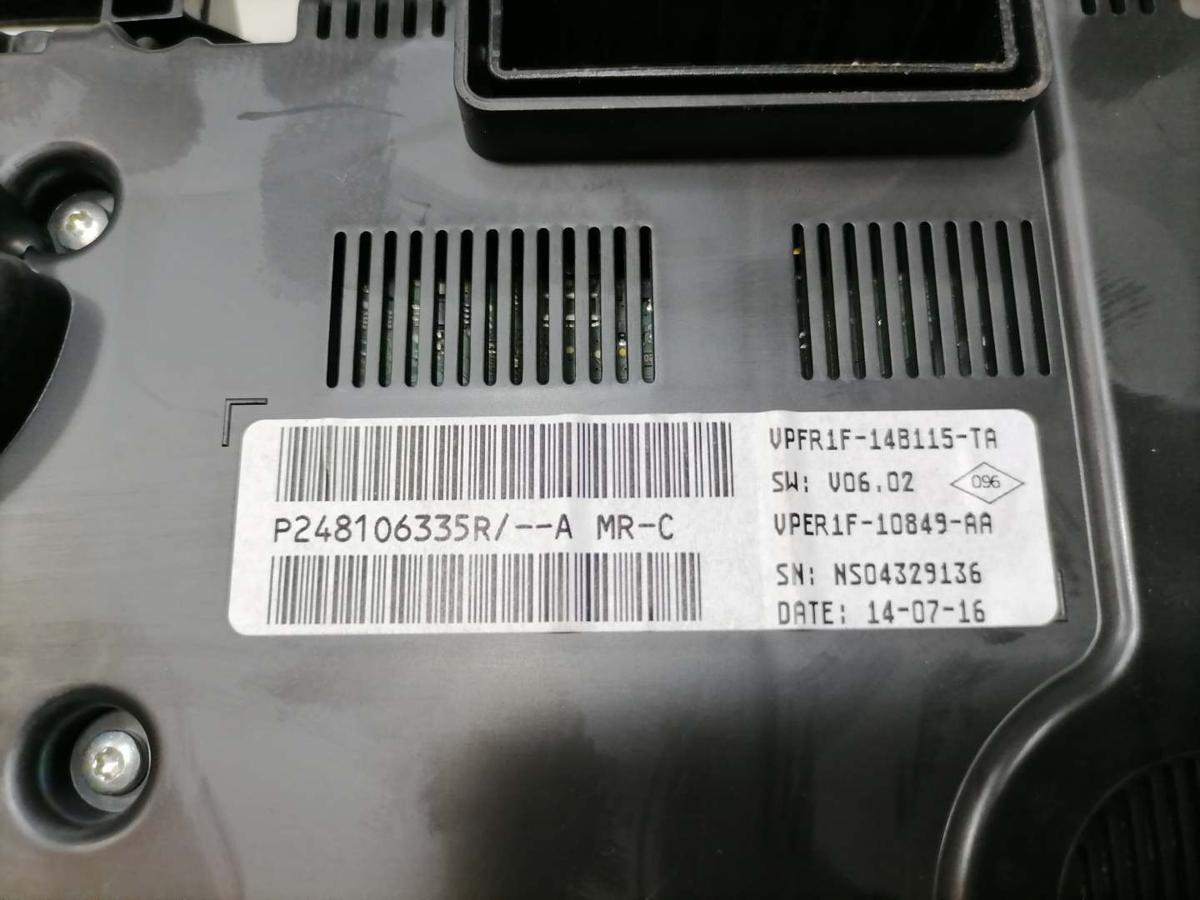 P248106335R/--A MR-C
VPFR1F-14B115-TA
SW: V06.02
096
VPER1F-10849-AA
SN: NS04329136
DATE: 14-07-16